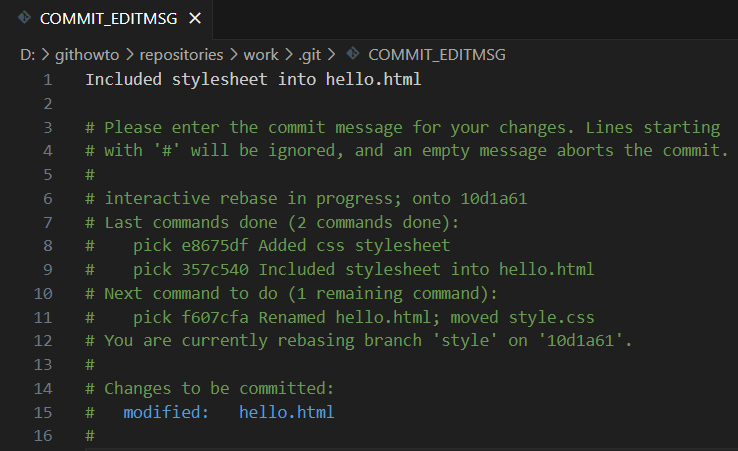 COMMIT_EDITMSG ✕
D: > githowto > repositories > work > .git > COMMIT_EDITMSG
1 Included stylesheet into hello.html
2
3 # Please enter the commit message for your changes. Lines starting
4 # with '#' will be ignored, and an empty message aborts the commit.
5 #
6 # interactive rebase in progress; onto 10d1a61
7 # Last commands done (2 commands done):
8 #    pick e8675df Added css stylesheet
9 #    pick 357c540 Included stylesheet into hello.html
10 # Next command to do (1 remaining command):
11 #    pick f607cfa Renamed hello.html; moved style.css
12 # You are currently rebasing branch 'style' on '10d1a61'.
13 #
14 # Changes to be committed:
15 #   modified:   hello.html
16 #